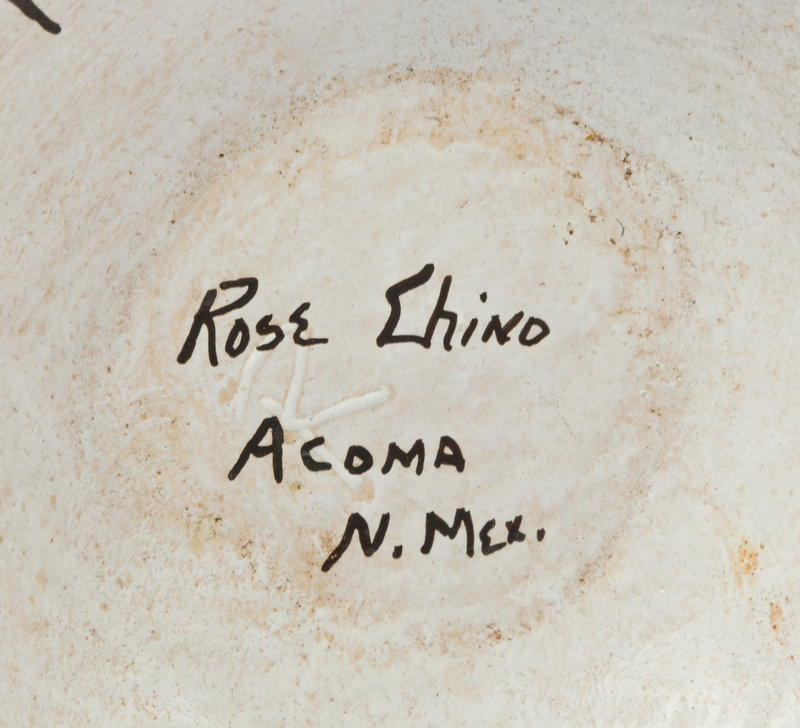 Rose Chino
Acoma
N. Mex.